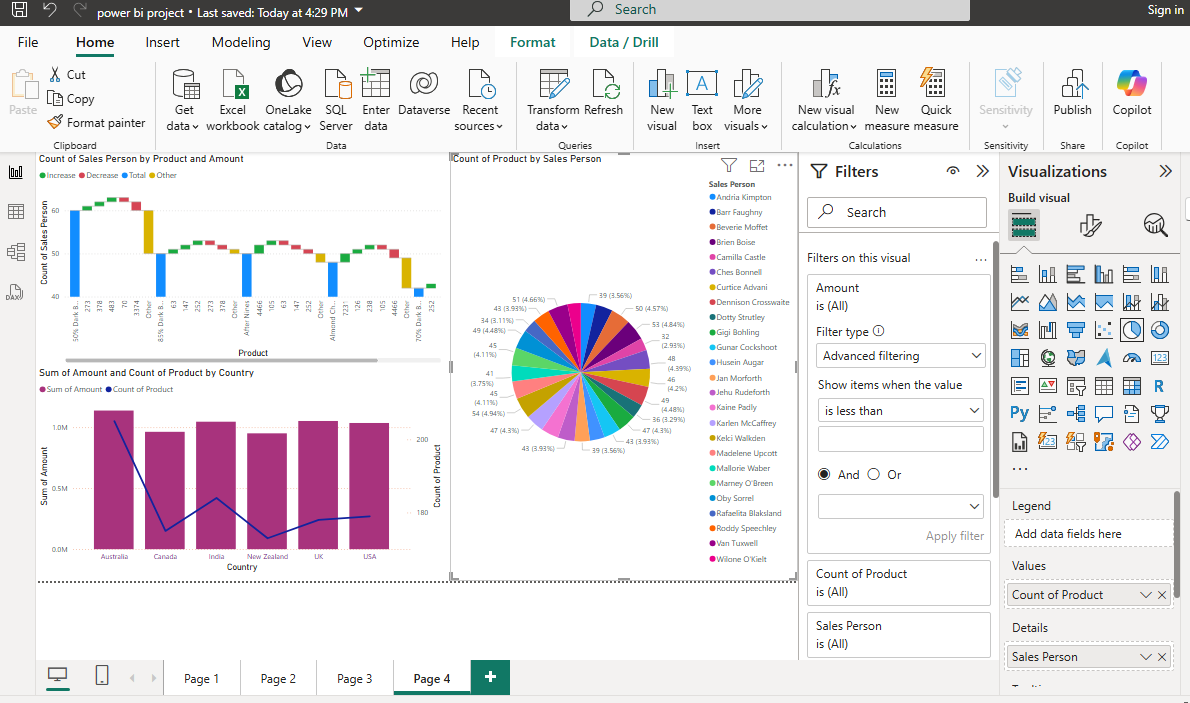 power bi project • Last saved: Today at 4:29 PM
Search
Sign in
File Home Insert Modeling View Optimize Help Format Data / Drill
Paste
Cut
Copy
Format painter
Get data
Excel workbook
OneLake catalog
SQL Server
Enter data
Dataverse
Recent sources
Transform data
Refresh
New visual
Text box
More visuals
New visual calculation
New measure
Quick measure
Sensitivity
Publish
Copilot
Clipboard Data Queries Insert Calculations Sensitivity Share Copilot
Count of Sales Person by Product and Amount
Increase Decrease Total Other
Count of Sales Person
60
50
40
50% Dark B...
273
378
483
70
3374
Other
85% Dark B...
63
147
252
273
378
Other
After Nines
4466
105
63
147
252
Other
Almond Ch...
7231
126
238
105
4466
Other
70% Dark B...
252
Product
Sum of Amount and Count of Product by Country
Sum of Amount Count of Product
Sum of Amount
1.0M
0.5M
0.0M
200
180
Count of Product
Australia Canada India New Zealand UK USA
Country
Count of Product by Sales Person
39 (3.56%)
50 (4.57%)
53 (4.84%)
32 (2.93%)
48 (4.39%)
46 (4.2%)
49 (4.48%)
36 (3.29%)
47 (4.3%)
43 (3.93%)
39 (3.56%)
43 (3.93%)
47 (4.3%)
54 (4.94%)
45 (4.11%)
41 (3.75%)
45 (4.11%)
49 (4.48%)
34 (3.11%)
43 (3.93%)
51 (4.66%)
Sales Person
Andria Kimpton
Barr Faughny
Beverie Moffet
Brien Boise
Camilla Castle
Ches Bonnell
Curtice Advani
Dennison Crosswaite
Dotty Strutley
Gigi Bohling
Gunar Cockshoot
Husein Augar
Jan Morforth
Jehu Rudeforth
Kaine Padly
Karlen McCaffrey
Kelci Walkden
Madelene Upcott
Mallorie Waber
Marney O'Breen
Oby Sorrel
Rafaelita Blaksland
Roddy Speechley
Van Tuxwell
Wilone O'Kielt
Filters
Search
Filters on this visual
Amount
is (All)
Filter type
Advanced filtering
Show items when the value
is less than
And Or
Apply filter
Count of Product
is (All)
Sales Person
is (All)
Visualizations
Build visual
123
R
Py
123
Legend
Add data fields here
Values
Count of Product
Details
Sales Person
Page 1 Page 2 Page 3 Page 4
DAX